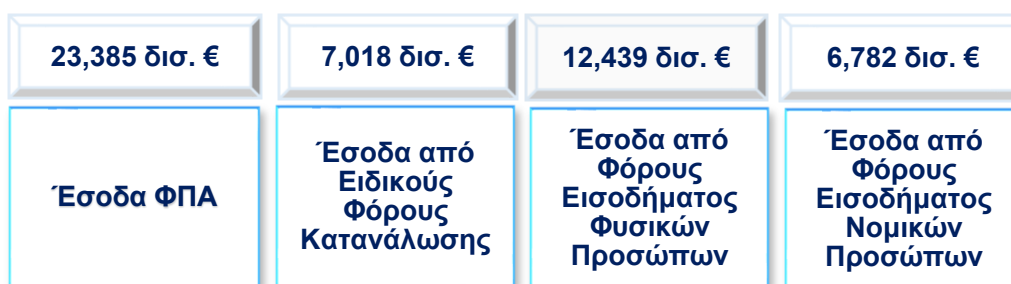 23,385 δισ. €
7,018 δισ. €
12,439 δισ. €
6,782 δισ. €
Έσοδα ΦΠΑ
Έσοδα από
Ειδικούς
Φόρους
Κατανάλωσης
Έσοδα από
Φόρους
Εισοδήματος
Φυσικών
Προσώπων
Έσοδα από
Φόρους
Εισοδήματος
Νομικών
Προσώπων